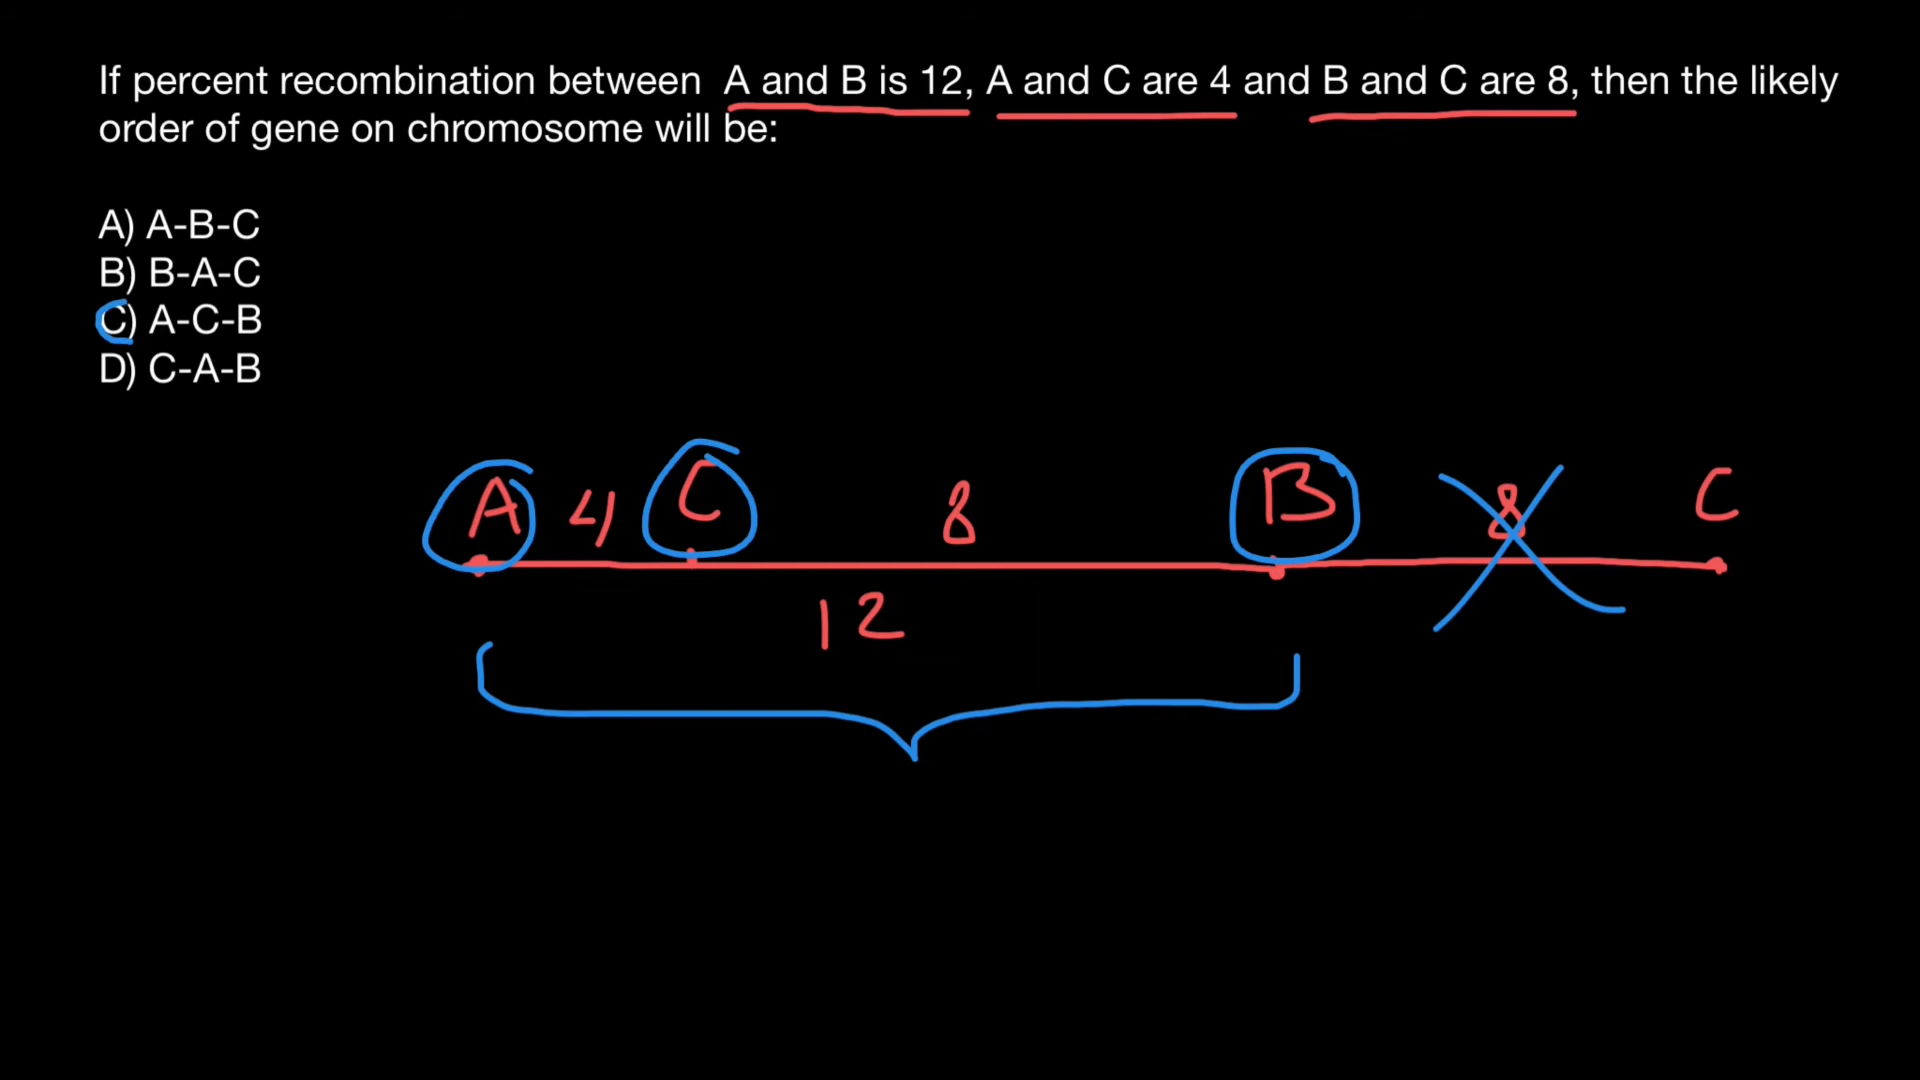 If percent recombination between A and B is 12, A and C are 4 and B and C are 8, then the likely
order of gene on chromosome will be:
A) A-B-C
B) B-A-C
C) A-C-B
D) C-A-B
A 4 C 8 B 8 C
12